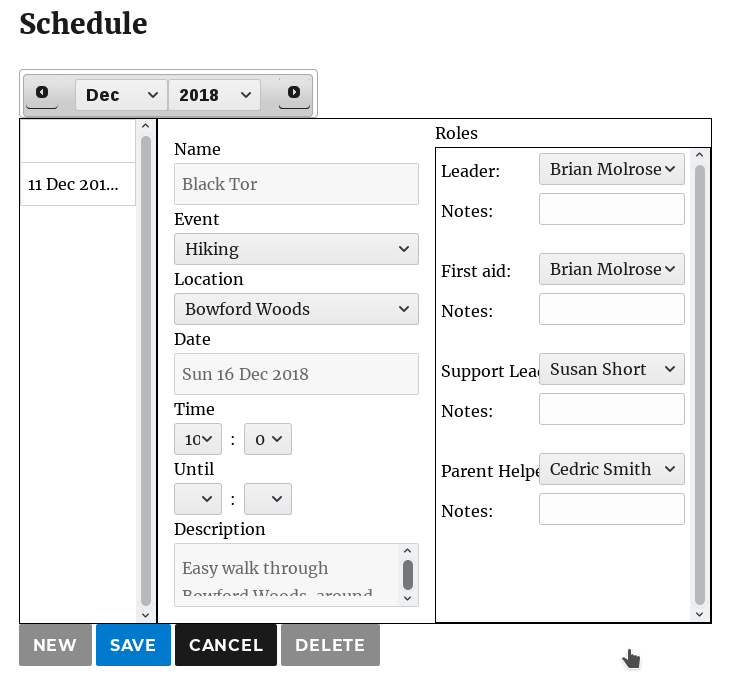 Schedule
Dec 2018
11 Dec 201...
Name
Black Tor
Event
Hiking
Location
Bowford Woods
Date
Sun 16 Dec 2018
Time
10 : 0
Until
:
Description
Easy walk through
Bowford Woods, around
Roles
Leader: Brian Molrose
Notes:
First aid: Brian Molrose
Notes:
Support Lea Susan Short
Notes:
Parent Helpe Cedric Smith
Notes:
NEW SAVE CANCEL DELETE